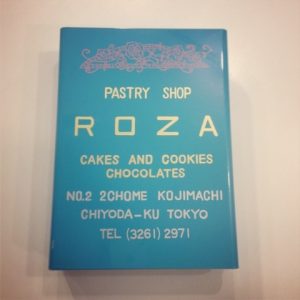 PASTRY SHOP
ROZA
CAKES AND COOKIES
CHOCOLATES
NO.2 2CHOME KOJIMACHI
CHIYODA-KU TOKYO
TEL (3261) 2971